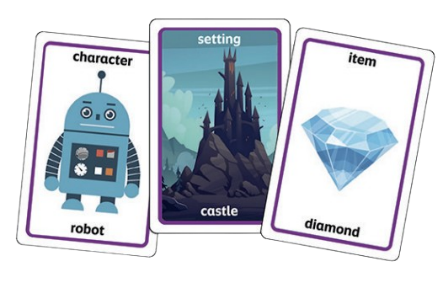 character
robot
setting
castle
item
diamond